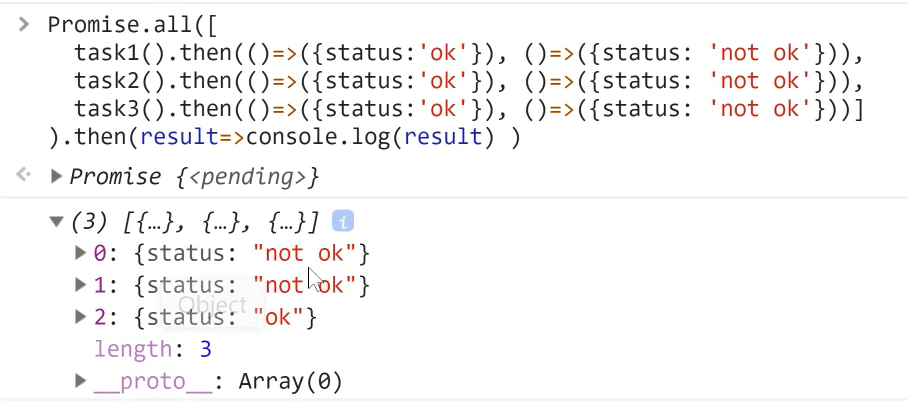 > Promise.all([
task1().then(()=>({status:'ok'}), ()=>({status: 'not ok'})),
task2().then(()=>({status:'ok'}), ()=>({status: 'not ok'})),
task3().then(()=>({status:'ok'}), ()=>({status: 'not ok'}))]
).then(result=>console.log(result) )
Promise {<pending>}
(3) [{…}, {…}, {…}] i
0: {status: "not ok"}
1: {status: "not ok"}
Object
2: {status: "ok"}
length: 3
__proto__: Array(0)